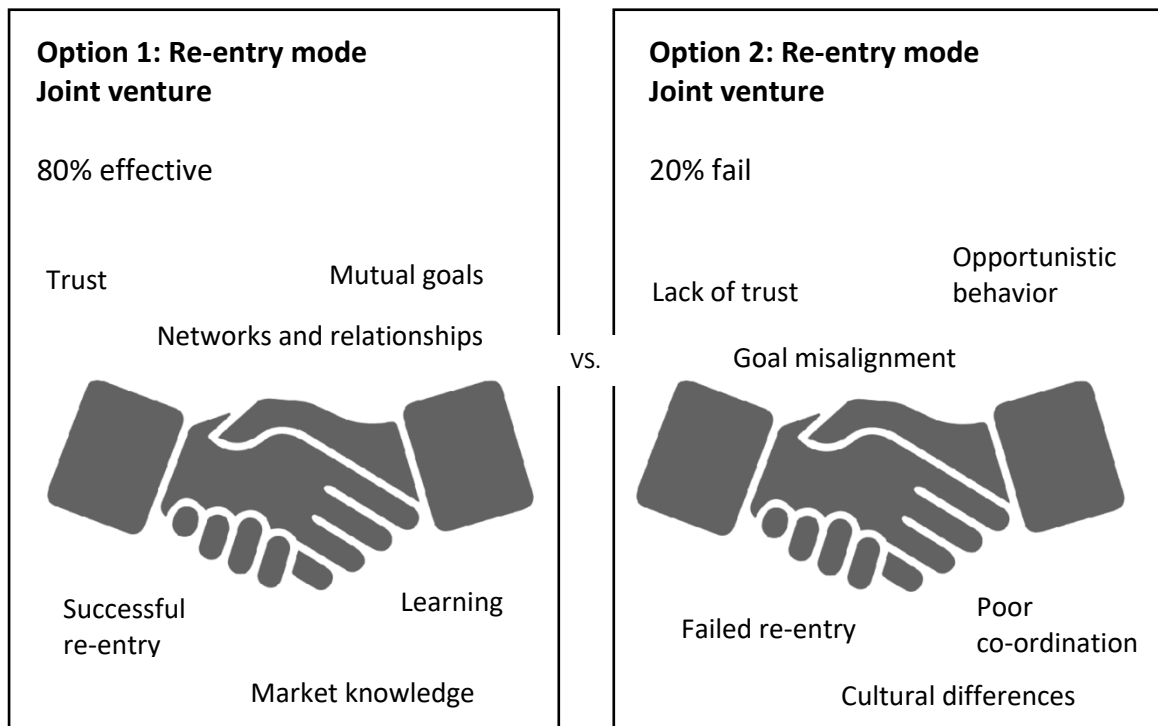 Option 1: Re-entry mode
Joint venture
80% effective
Trust
Mutual goals
Networks and relationships
Successful
re-entry
Learning
Market knowledge
vs.
Option 2: Re-entry mode
Joint venture
20% fail
Lack of trust
Opportunistic
behavior
Goal misalignment
Failed re-entry
Poor
co-ordination
Cultural differences